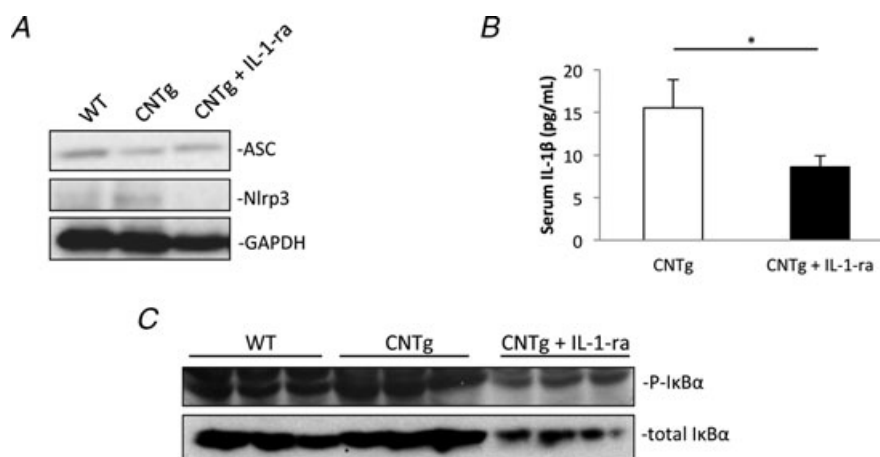 A
WT CNTg CNTg + IL-1-ra
-ASC
-Nlrp3
-GAPDH
B
*
Serum IL-1β (pg/mL)
20
15
10
5
0
CNTg CNTg + IL-1-ra
C
WT CNTg CNTg + IL-1-ra
-P-IκBα
-total IκBα